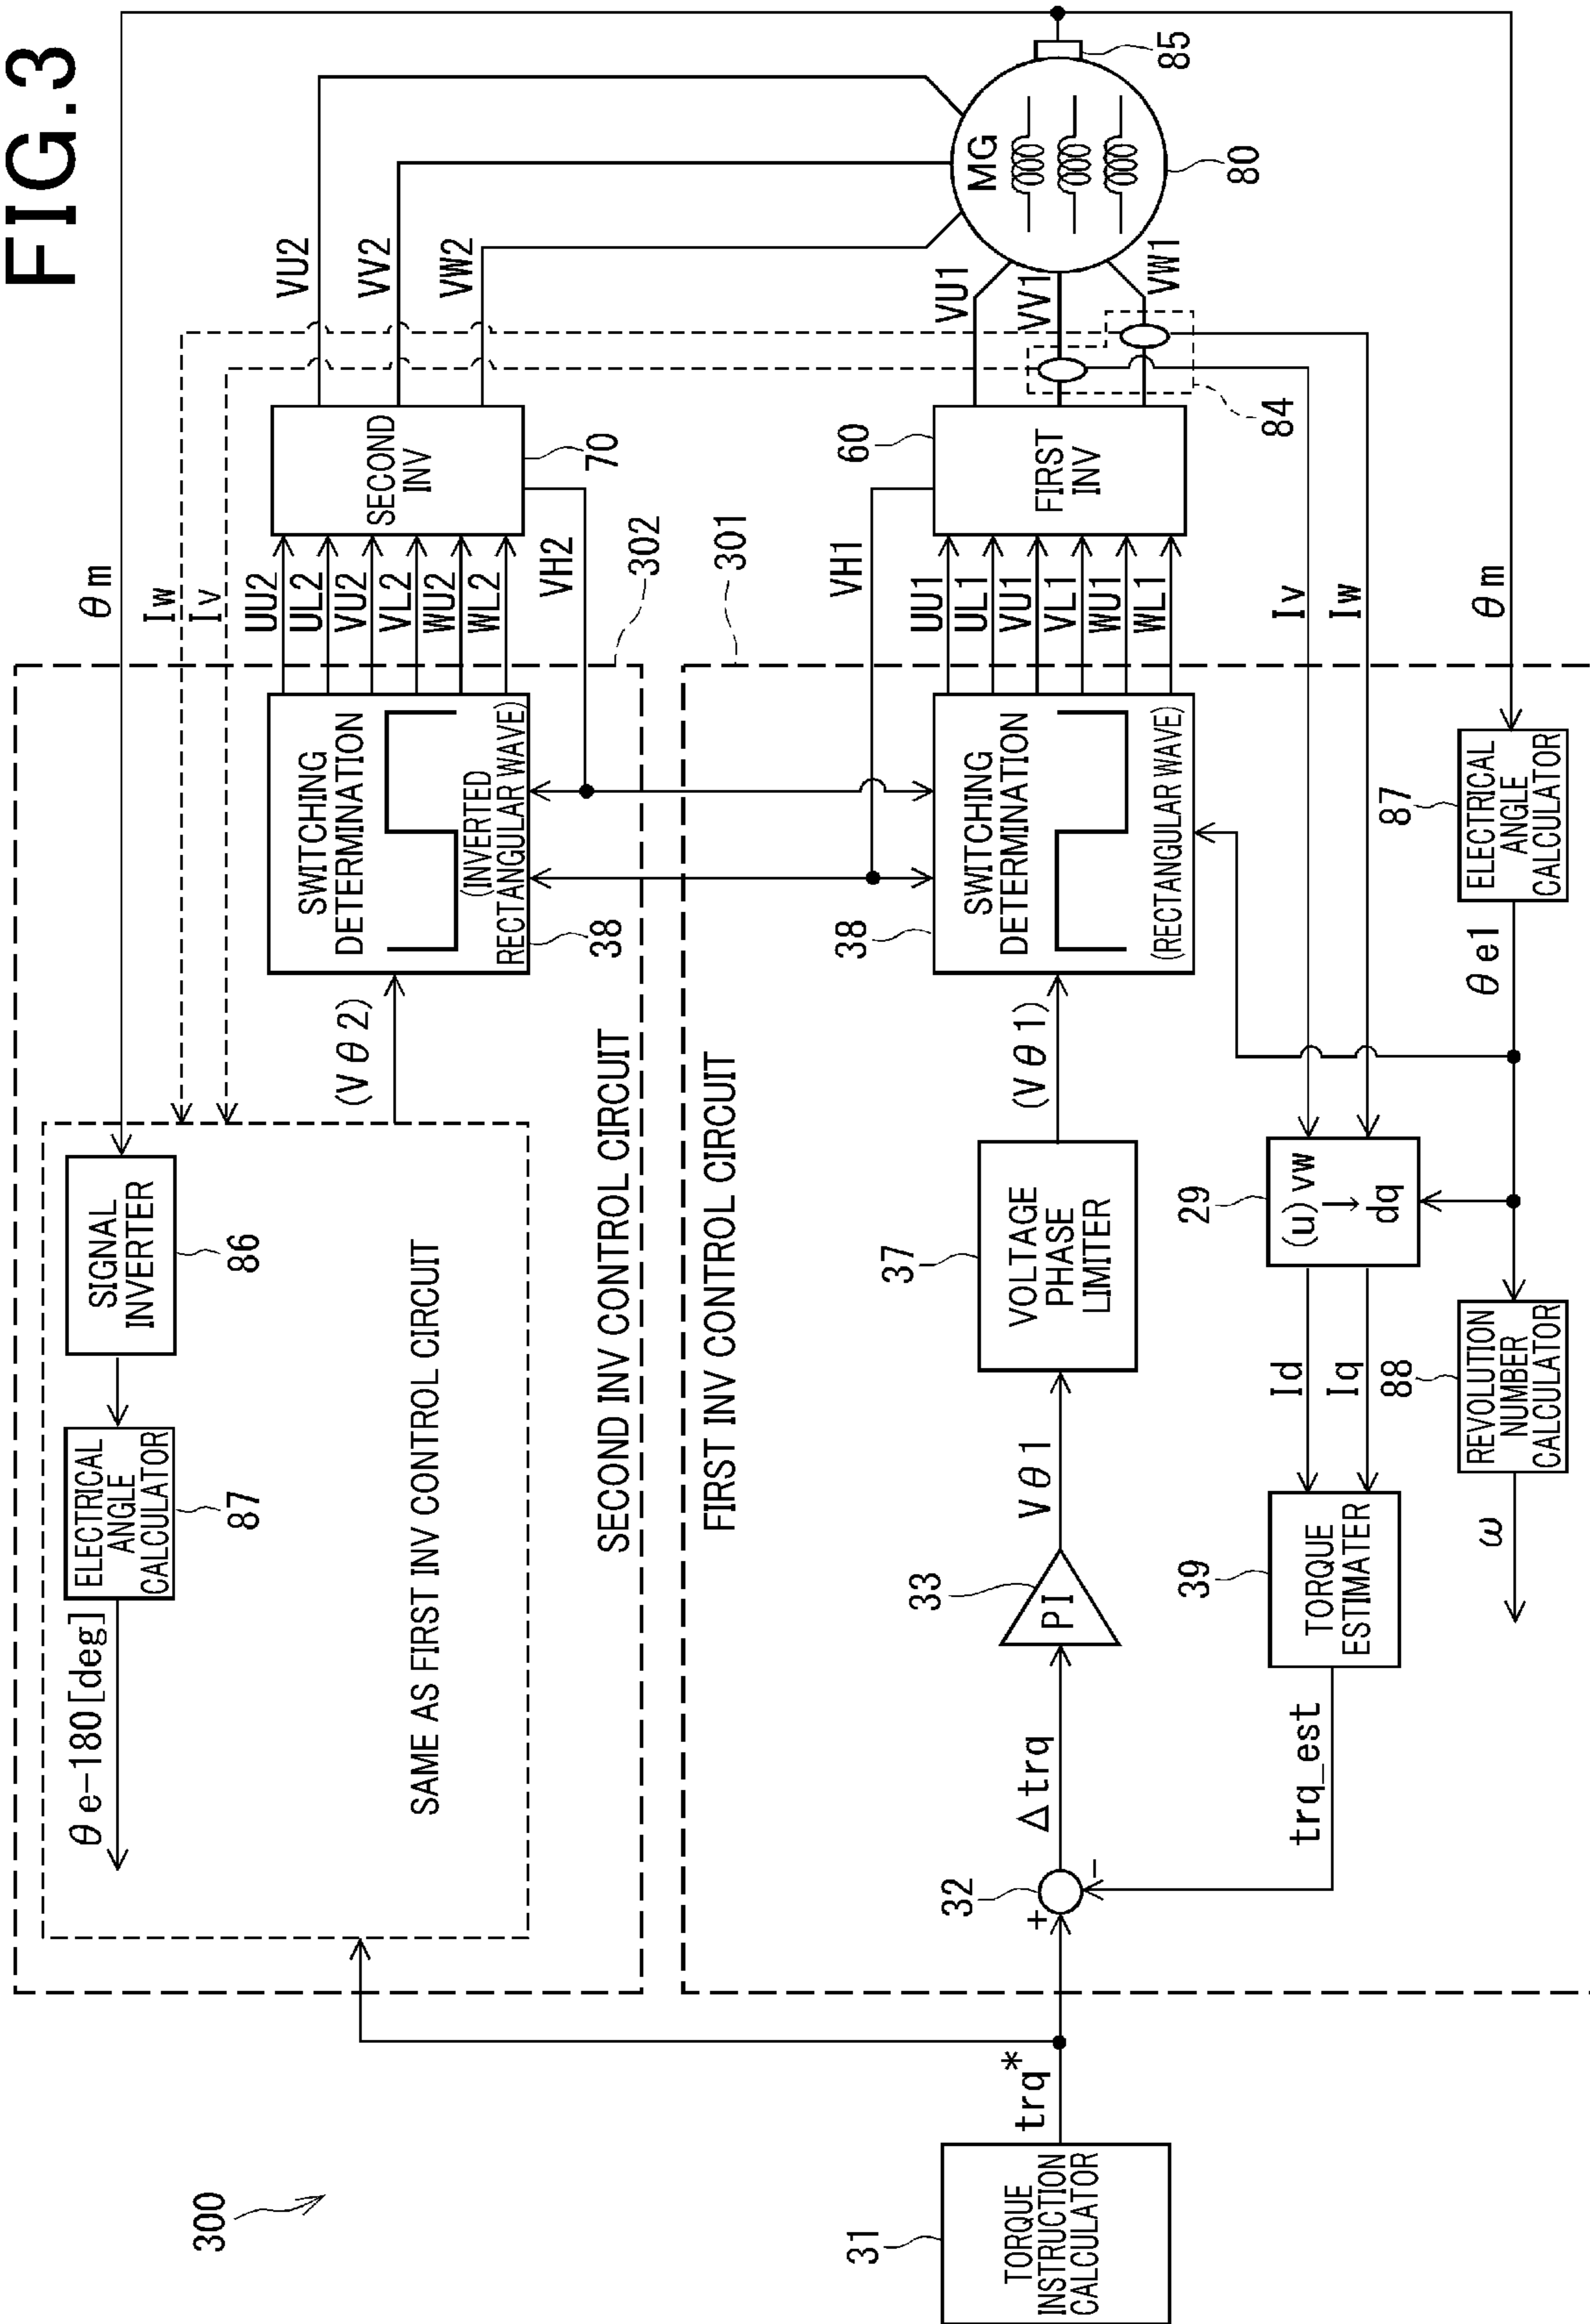 FIG.3
300
θm
Iw
Iv
SIGNAL
INVERTER
86
ELECTRICAL
ANGLE
CALCULATOR
87
θe-180[deg]
SAME AS FIRST INV CONTROL CIRCUIT
(Vθ2)
SWITCHING
DETERMINATION
(INVERTED
RECTANGULAR WAVE)
38
UU2
UL2
VU2
VL2
WU2
WL2
SECOND
INV
70
VH2
302
VU2
VV2
VW2
SECOND INV CONTROL CIRCUIT
FIRST INV CONTROL CIRCUIT
301
31
TORQUE
INSTRUCTION
CALCULATOR
trq*
32
+
-
Δtrq
33
PI
Vθ1
37
VOLTAGE
PHASE
LIMITER
(Vθ1)
38
SWITCHING
DETERMINATION
(RECTANGULAR WAVE)
VH1
UU1
UL1
VU1
VL1
WU1
WL1
60
FIRST
INV
VU1
VV1
VW1
84
MG
80
85
trq_est
39
TORQUE
ESTIMATER
Id
Iq
29
(u)vw
↓
dq
Iv
Iw
ω
88
REVOLUTION
NUMBER
CALCULATOR
θe1
87
ELECTRICAL
ANGLE
CALCULATOR
θm